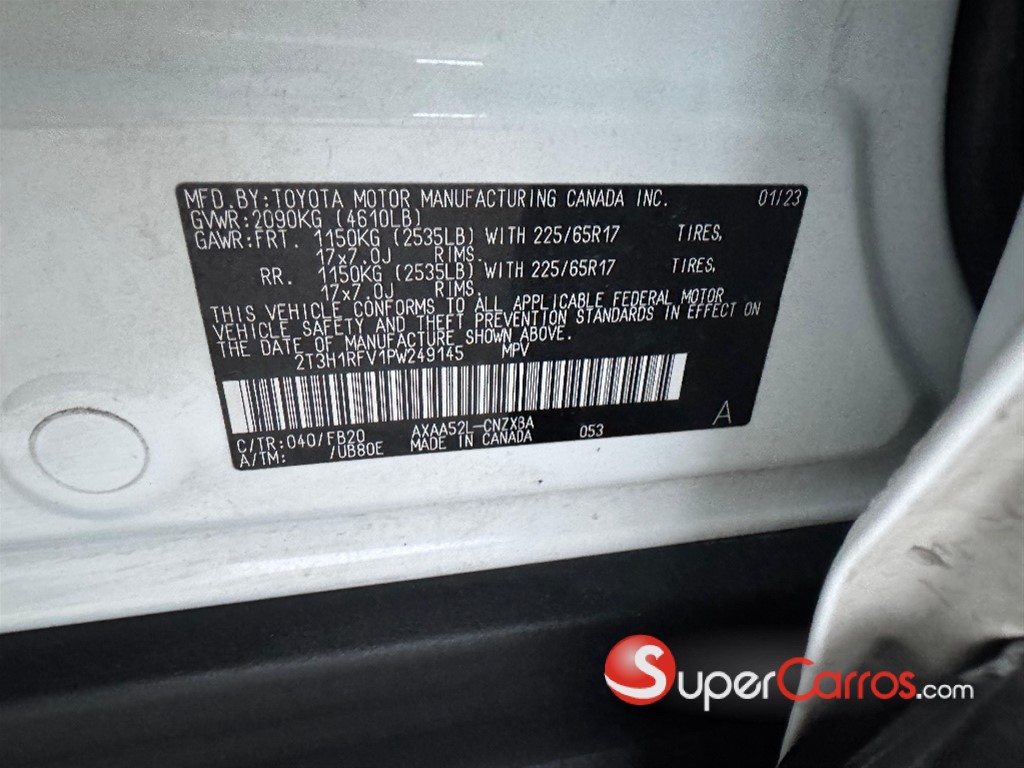 MFD.BY:TOYOTA MOTOR MANUFACTURING CANADA INC. 01/23
GVWR:2090KG (4610LB)
GAWR:FRT. 1150KG (2535LB) WITH 225/65R17 TIRES,
17x7.0J RIMS.
RR. 1150KG (2535LB) WITH 225/65R17 TIRES,
17x7.0J RIMS.
THIS VEHICLE CONFORMS TO ALL APPLICABLE FEDERAL MOTOR
VEHICLE SAFETY AND THEFT PREVENTION STANDARDS IN EFFECT ON
THE DATE OF MANUFACTURE SHOWN ABOVE.
2T3H1RFV1PW249145 MPV
A
C/TR:040/FB20 AXAA52L-CNZXBA 053
A/TM: /UB80E MADE IN CANADA
SuperCarros.com